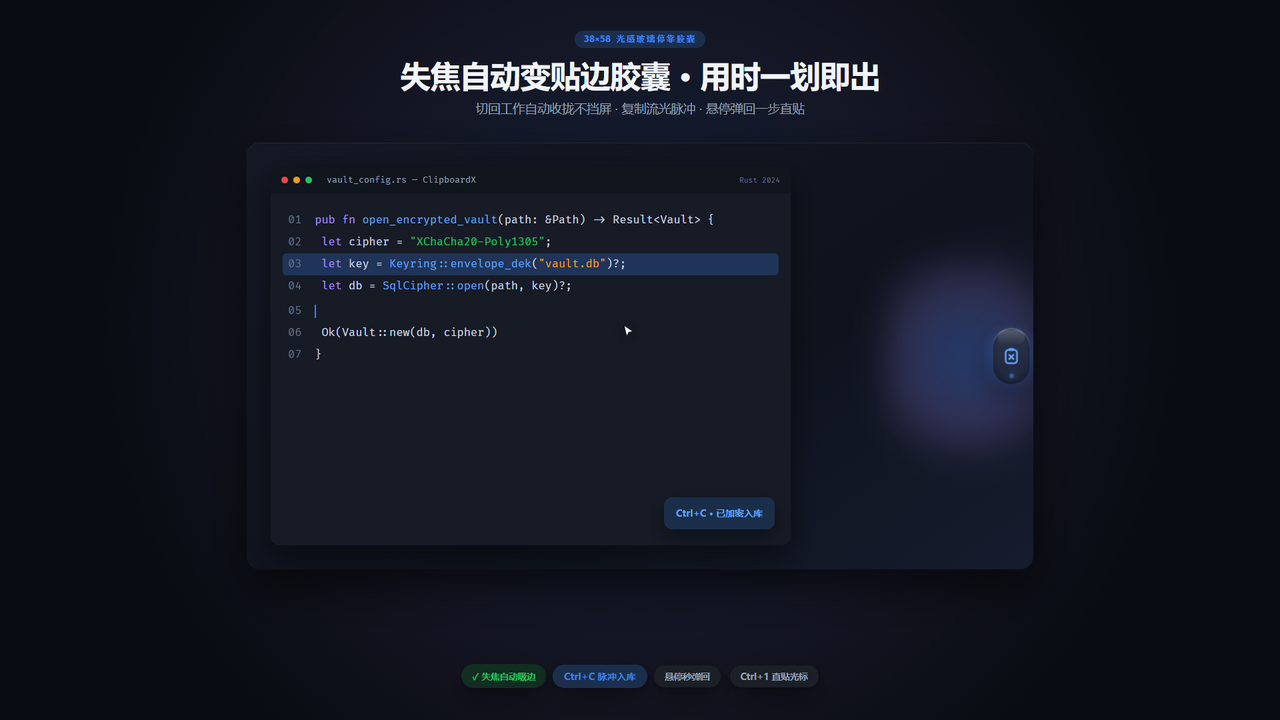 38×58 光感玻璃停靠胶囊
失焦自动变贴边胶囊 • 用时一划即出
切回工作自动收拢不挡屏 · 复制流光脉冲 · 悬停弹回一步直贴
vault_config.rs — ClipboardX
Rust 2024
01 pub fn open_encrypted_vault(path: &Path) -> Result<Vault> {
02 let cipher = "XChaCha20-Poly1305";
03 let key = Keyring::envelope_dek("vault.db")?;
04 let db = SqlCipher::open(path, key)?;
05
06 Ok(Vault::new(db, cipher))
07 }
Ctrl+C • 已加密入库
✓ 失焦自动吸边
Ctrl+C 脉冲入库
悬停秒弹回
Ctrl+1 直贴光标